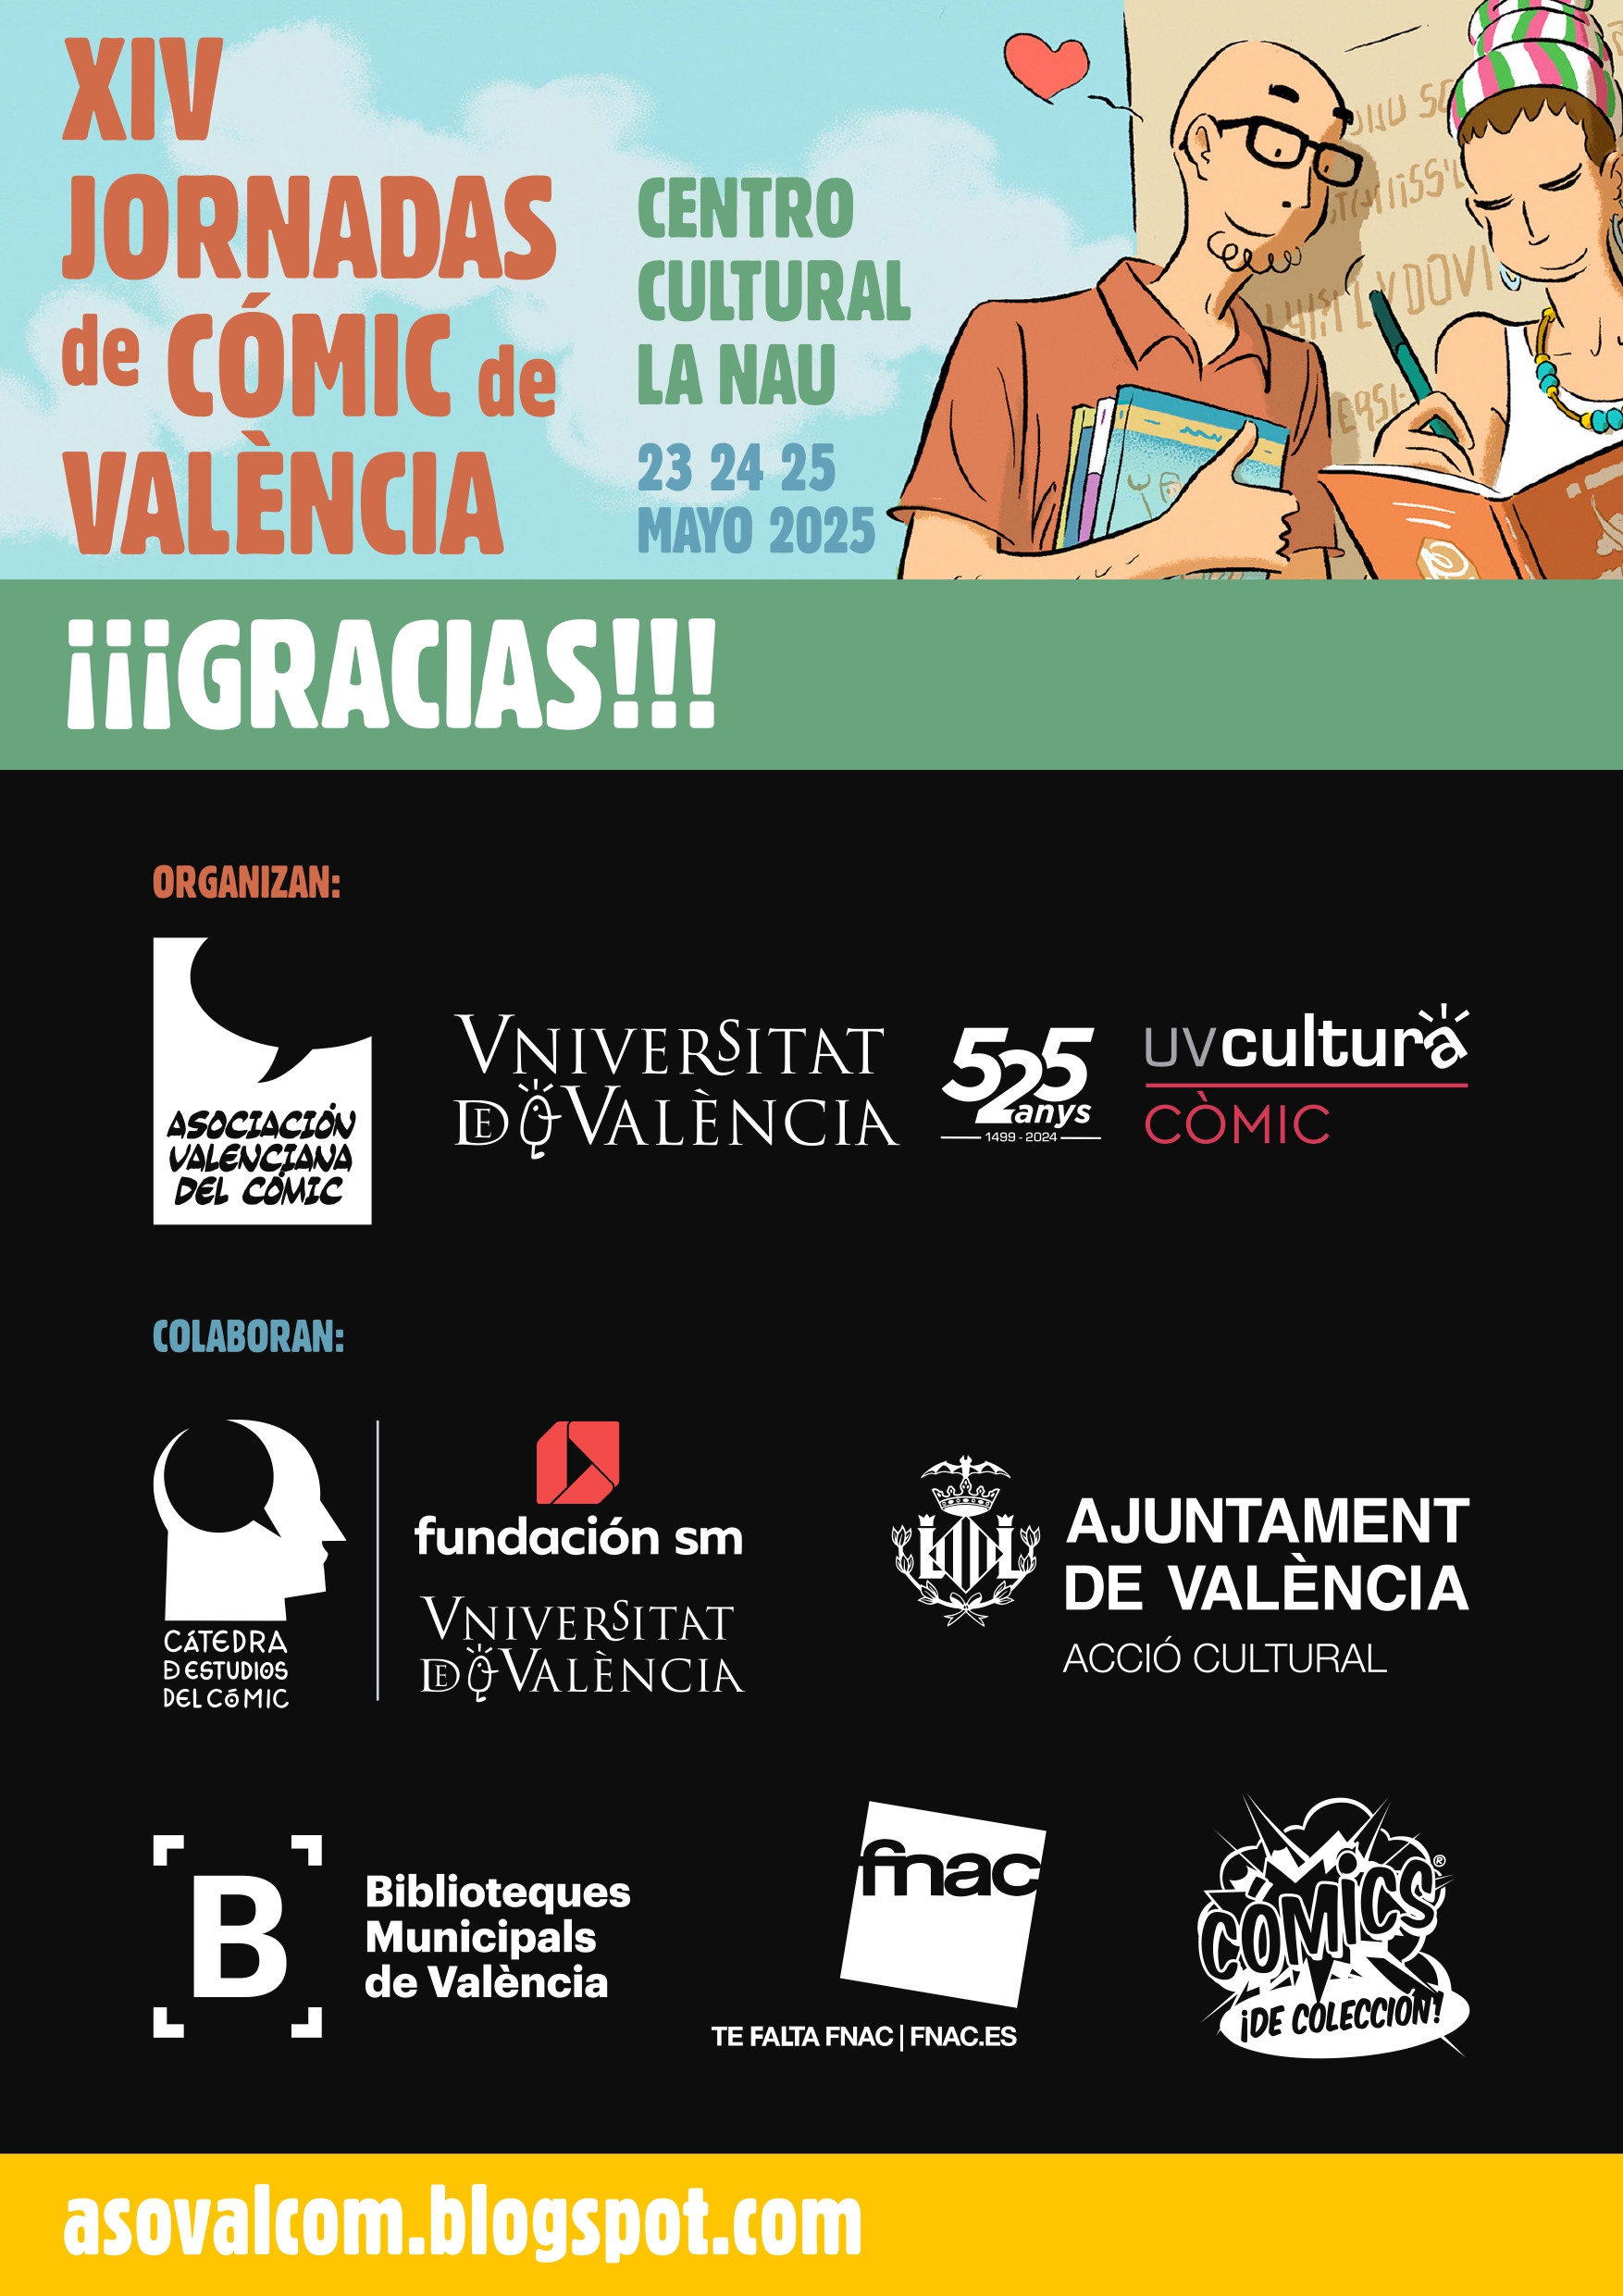 XIV
JORNADAS
de CÓMIC de
VALÈNCIA
CENTRO
CULTURAL
LA NAU
23 24 25
MAYO 2025
¡¡¡GRACIAS!!!
ORGANIZAN:
ASOCIACIÓN
VALENCIANA
DEL CÓMIC
VNIVERSITAT
DE VALÈNCIA
525
anys
1499 - 2024
UVcultura
CÒMIC
COLABORAN:
CÁTEDRA
DESTUDIOS
DEL CóMIC
fundación sm
VNIVERSITAT
DE VALÈNCIA
AJUNTAMENT
DE VALÈNCIA
ACCIÓ CULTURAL
B
Biblioteques
Municipals
de València
fnac
TE FALTA FNAC | FNAC.ES
CÓMiCS®
¡DE COLECCIÓN!
asovalcom.blogspot.com